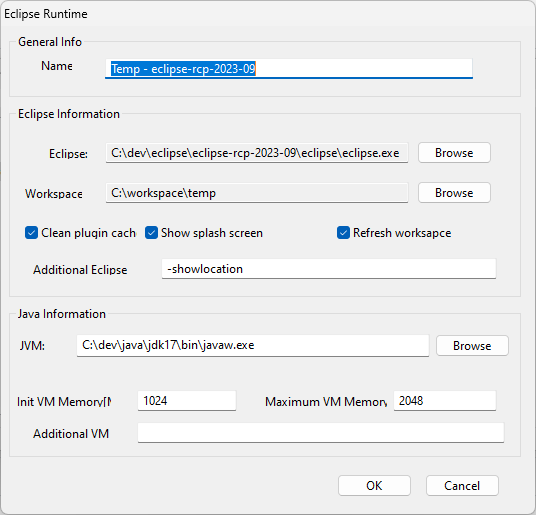 Eclipse Runtime
General Info
Name
Temp - eclipse-rcp-2023-09
Eclipse Information
Eclipse: C:\dev\eclipse\eclipse-rcp-2023-09\eclipse\eclipse.exe Browse
Workspace C:\workspace\temp Browse
Clean plugin cach Show splash screen Refresh worksapce
Additional Eclipse -showlocation
Java Information
JVM: C:\dev\java\jdk17\bin\javaw.exe Browse
Init VM Memory[M 1024 Maximum VM Memory 2048
Additional VM
OK Cancel